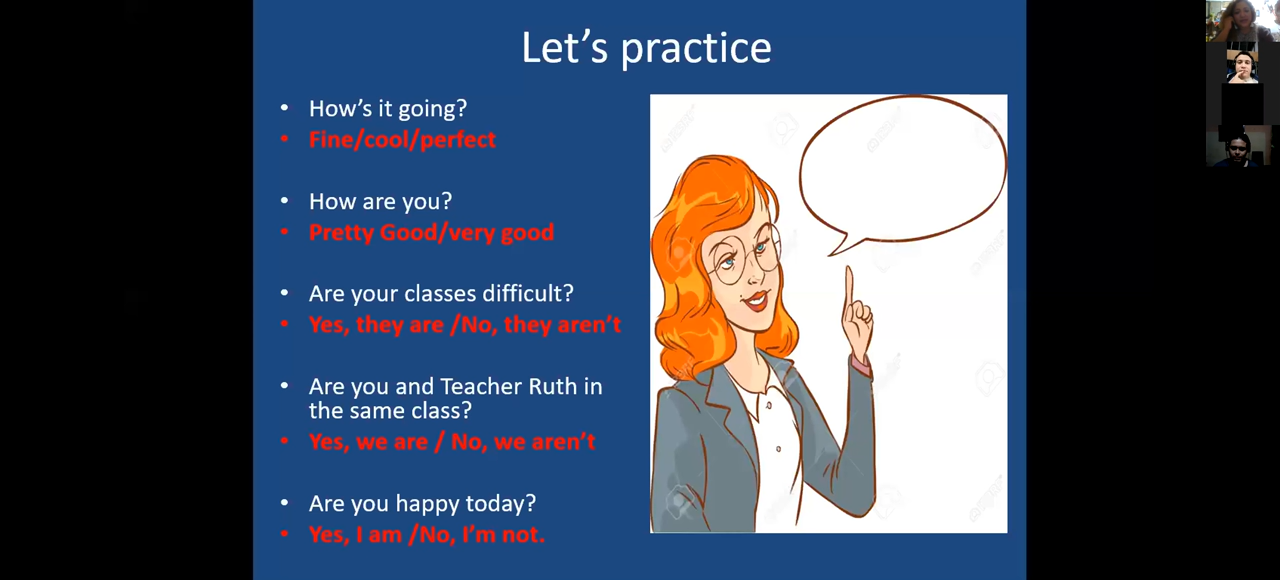 Let's practice
• How's it going?
• Fine/cool/perfect
• How are you?
• Pretty Good/very good
• Are your classes difficult?
• Yes, they are /No, they aren't
• Are you and Teacher Ruth in
the same class?
• Yes, we are / No, we aren't
• Are you happy today?
• Yes, I am /No, I'm not.